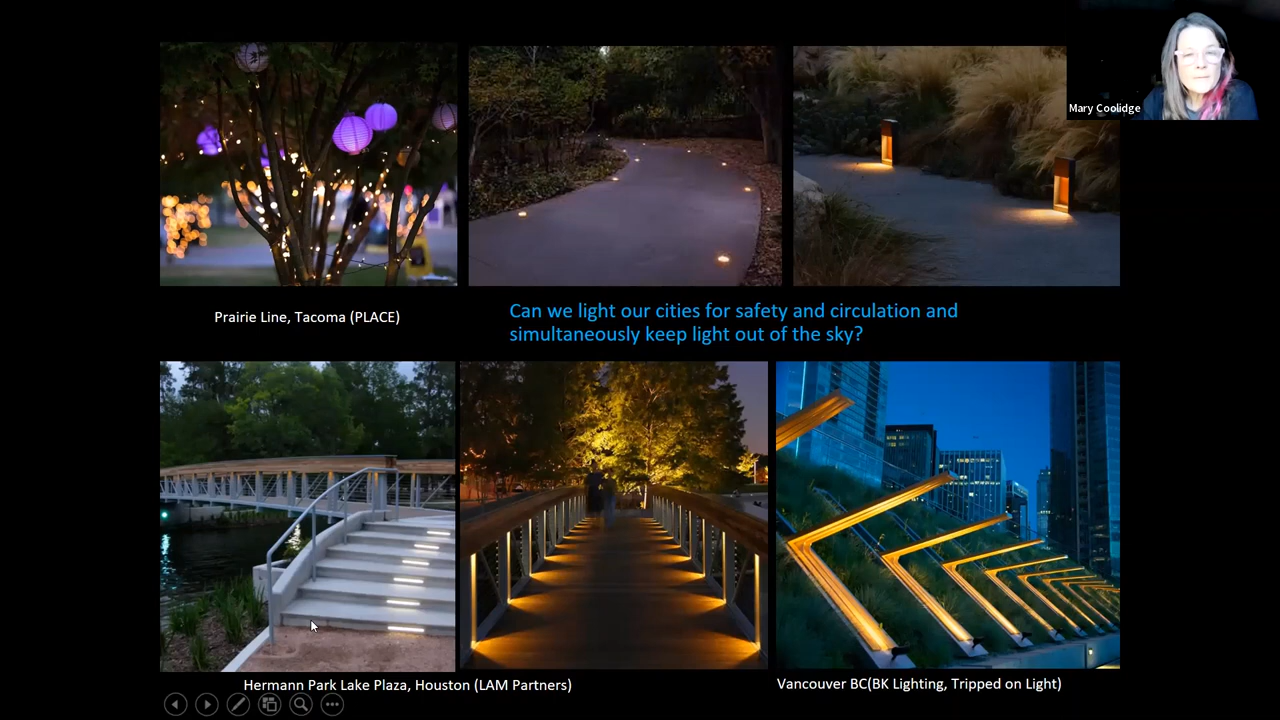 Mary Coolidge
Prairie Line, Tacoma (PLACE)
Can we light our cities for safety and circulation and
simultaneously keep light out of the sky?
Hermann Park Lake Plaza, Houston (LAM Partners)
Vancouver BC(BK Lighting, Tripped on Light)